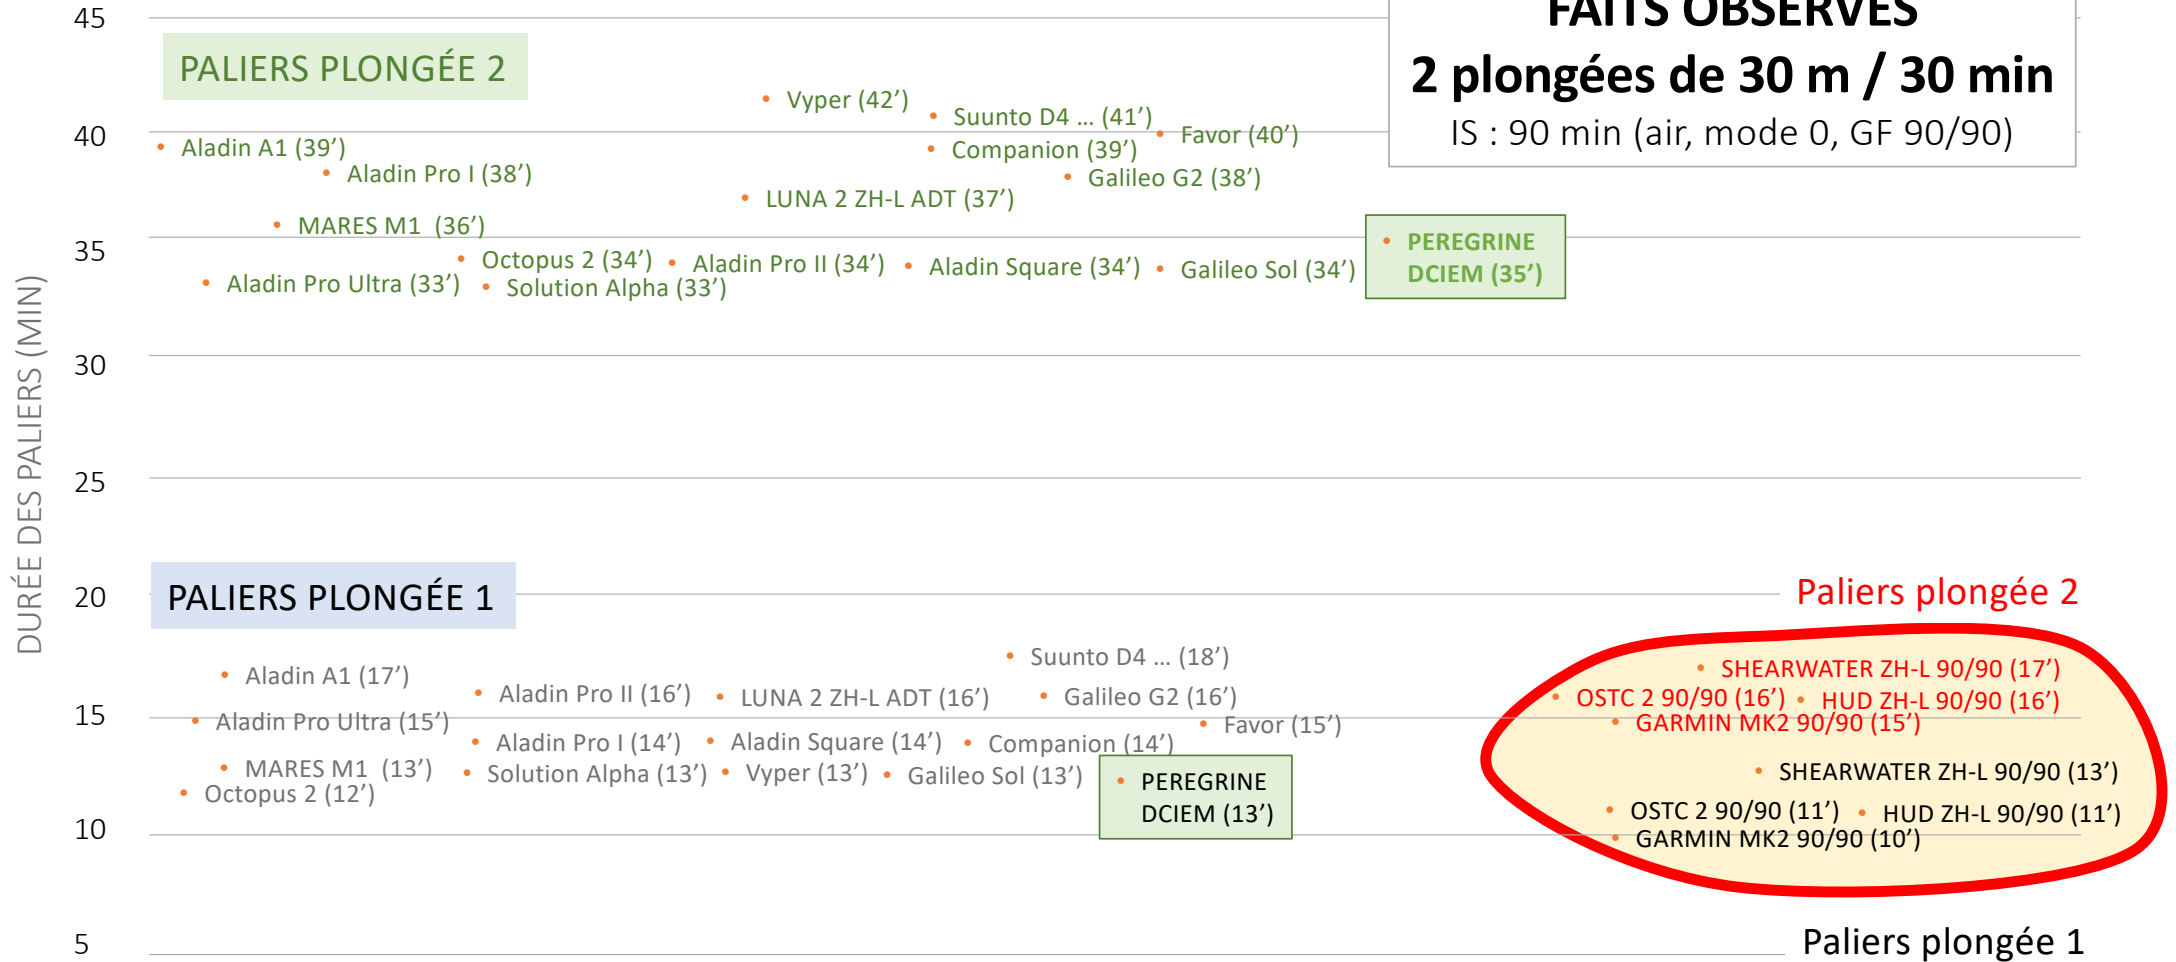 FAITS OBSERVÉS
2 plongées de 30 m / 30 min
IS : 90 min (air, mode 0, GF 90/90)
DURÉE DES PALIERS (MIN)
45
40
35
30
25
20
15
10
5
PALIERS PLONGÉE 2
Vyper (42’)
Suunto D4 ... (41’)
Favor (40’)
Aladin A1 (39’)
Companion (39’)
Aladin Pro I (38’)
Galileo G2 (38’)
LUNA 2 ZH-L ADT (37’)
MARES M1 (36’)
PEREGRINE
DCIEM (35’)
Octopus 2 (34’)
Aladin Pro II (34’)
Aladin Square (34’)
Galileo Sol (34’)
Aladin Pro Ultra (33’)
Solution Alpha (33’)
PALIERS PLONGÉE 1
Suunto D4 ... (18’)
Aladin A1 (17’)
Aladin Pro II (16’)
LUNA 2 ZH-L ADT (16’)
Galileo G2 (16’)
Aladin Pro Ultra (15’)
Favor (15’)
Aladin Pro I (14’)
Aladin Square (14’)
Companion (14’)
MARES M1 (13’)
Solution Alpha (13’)
Vyper (13’)
Galileo Sol (13’)
PEREGRINE
DCIEM (13’)
Octopus 2 (12’)
Paliers plongée 2
SHEARWATER ZH-L 90/90 (17’)
OSTC 2 90/90 (16’)
HUD ZH-L 90/90 (16’)
GARMIN MK2 90/90 (15’)
SHEARWATER ZH-L 90/90 (13’)
OSTC 2 90/90 (11’)
HUD ZH-L 90/90 (11’)
GARMIN MK2 90/90 (10’)
Paliers plongée 1